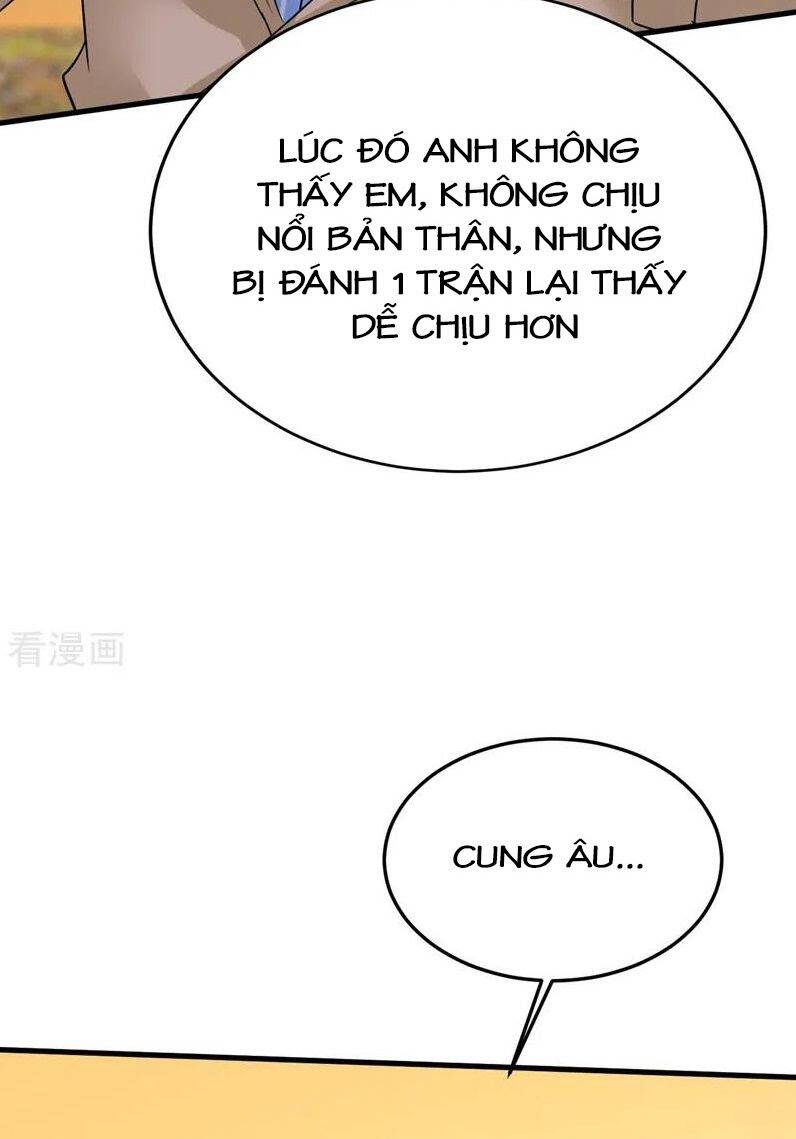 LÚC ĐÓ ANH KHÔNG
THẤY EM, KHÔNG CHỊU
NỔI BẢN THÂN, NHƯNG
BỊ ĐÁNH 1 TRẬN LẠI THẤY
DỄ CHỊU HƠN
看漫画
CUNG ÂU...